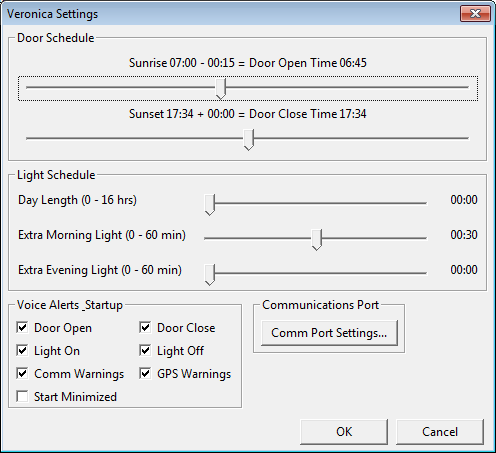 Veronica Settings
Door Schedule
Sunrise 07:00 - 00:15 = Door Open Time 06:45
Sunset 17:34 + 00:00 = Door Close Time 17:34
Light Schedule
Day Length (0 - 16 hrs) 00:00
Extra Morning Light (0 - 60 min) 00:30
Extra Evening Light (0 - 60 min) 00:00
Voice Alerts _Startup Communications Port
Door Open Door Close Comm Port Settings...
Light On Light Off
Comm Warnings GPS Warnings
Start Minimized
OK Cancel